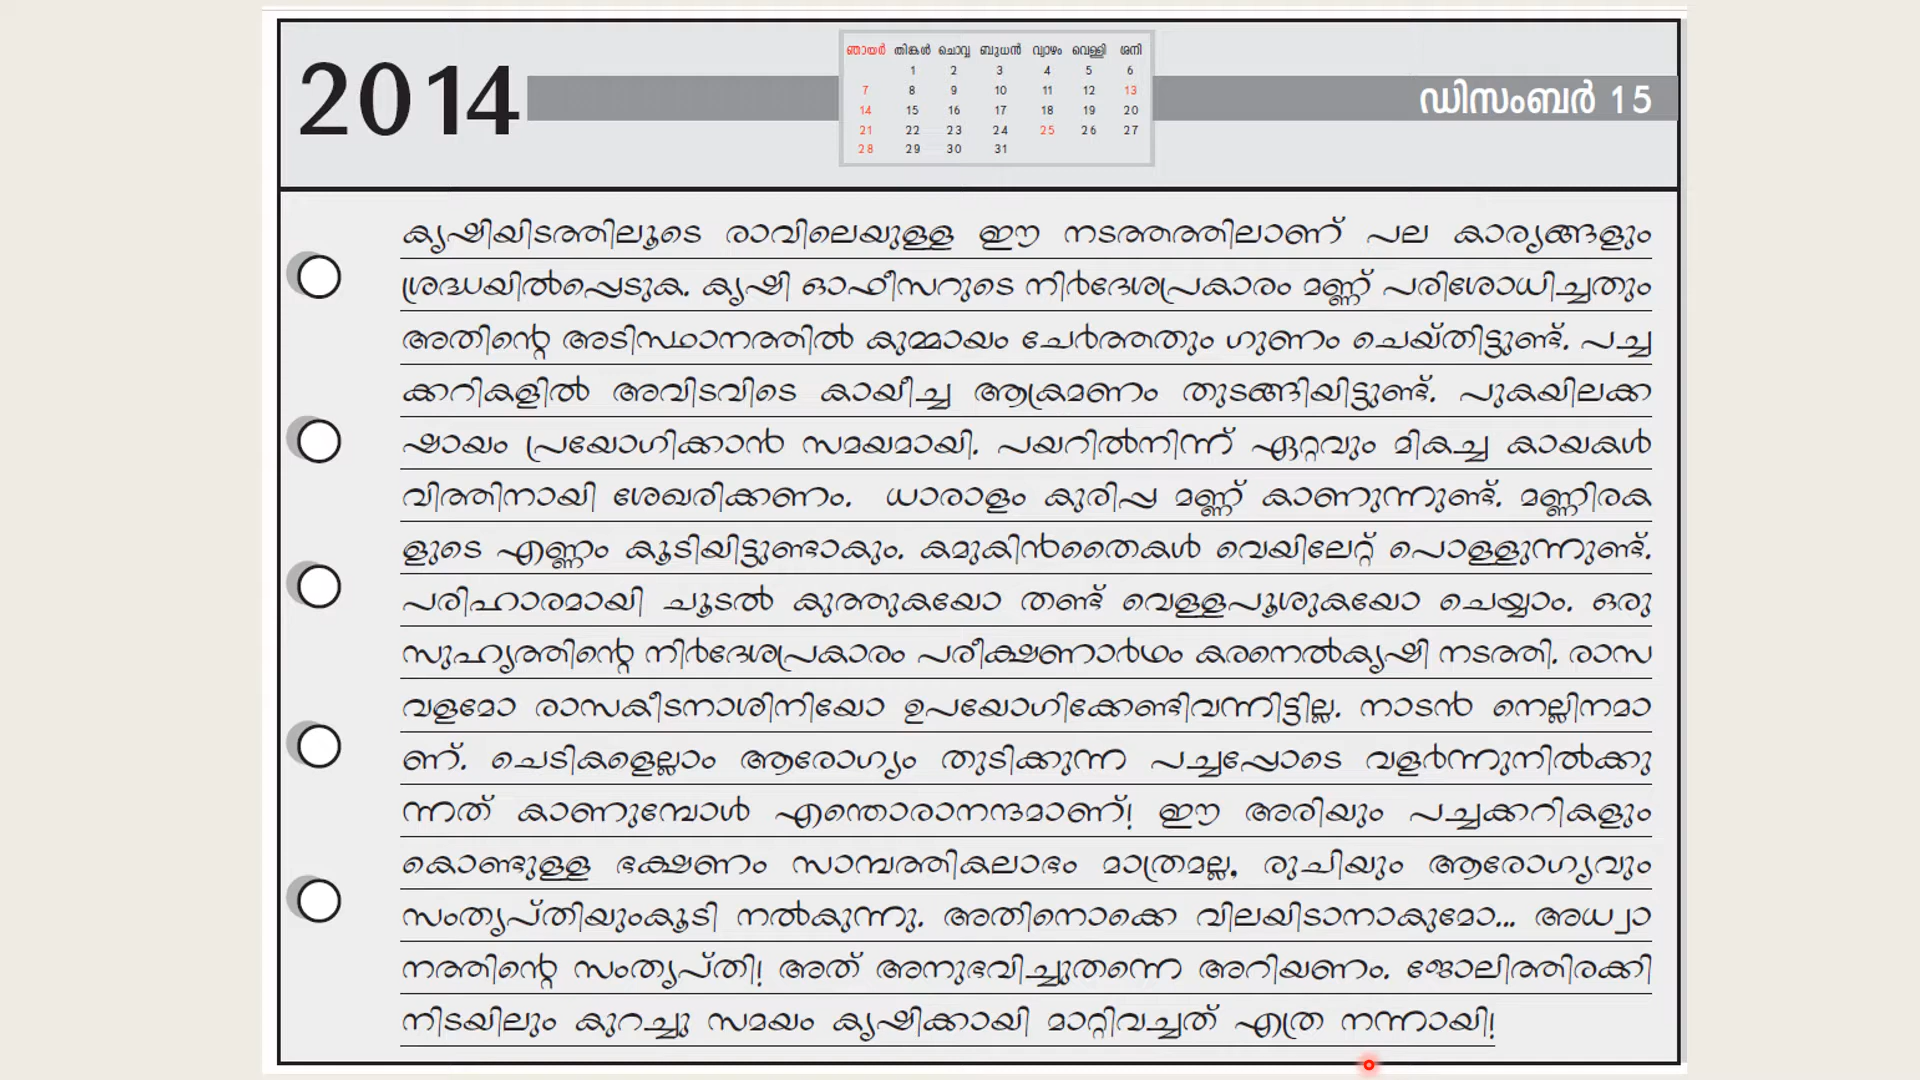 2014
ഞായർ തിങ്കൾ ചൊവ്വ ബുധൻ വ്യാഴം വെള്ളി ശനി
1 2 3 4 5 6
7 8 9 10 11 12 13
14 15 16 17 18 19 20
21 22 23 24 25 26 27
28 29 30 31
ഡിസംബർ 15
കൃഷിയിടത്തിലൂടെ രാവിലെയുള്ള ഈ നടത്തത്തിലാണ് പല കാര്യങ്ങളും
ശ്രദ്ധയിൽപ്പെടുക. കൃഷി ഓഫീസറുടെ നിർദേശപ്രകാരം മണ്ണ് പരിശോധിച്ചതും
അതിന്റെ അടിസ്ഥാനത്തിൽ കുമ്മായം ചേർത്തതും ഗുണം ചെയ്തിട്ടുണ്ട്. പച്ച
ക്കറികളിൽ അവിടവിടെ കായീച്ച ആക്രമണം തുടങ്ങിയിട്ടുണ്ട്. പുകയിലക്ക
ഷായം പ്രയോഗിക്കാൻ സമയമായി. പയറിൽനിന്ന് ഏറ്റവും മികച്ച കായകൾ
വിത്തിനായി ശേഖരിക്കണം. ധാരാളം കുരിപ്പ മണ്ണ് കാണുന്നുണ്ട്. മണ്ണിരക
ളുടെ എണ്ണം കൂടിയിട്ടുണ്ടാകും. കമുകിൻതൈകൾ വെയിലേറ്റ് പൊള്ളുന്നുണ്ട്.
പരിഹാരമായി ചൂടൽ കുത്തുകയോ തണ്ട് വെള്ളപൂശുകയോ ചെയ്യാം. ഒരു
സുഹൃത്തിന്റെ നിർദേശപ്രകാരം പരീക്ഷണാർഥം കരനെൽകൃഷി നടത്തി. രാസ
വളമോ രാസകീടനാശിനിയോ ഉപയോഗിക്കേണ്ടിവന്നിട്ടില്ല. നാടൻ നെല്ലിനമാ
ണ്. ചെടികളെല്ലാം ആരോഗ്യം തുടിക്കുന്ന പച്ചപ്പോടെ വളർന്നുനിൽക്കു
ന്നത് കാണുമ്പോൾ എന്തൊരാനന്ദമാണ്! ഈ അരിയും പച്ചക്കറികളും
കൊണ്ടുള്ള ഭക്ഷണം സാമ്പത്തികലാഭം മാത്രമല്ല, രുചിയും ആരോഗ്യവും
സംതൃപ്തിയുംകൂടി നൽകുന്നു. അതിനൊക്കെ വിലയിടാനാകുമോ... അധ്വാ
നത്തിന്റെ സംതൃപ്തി! അത് അനുഭവിച്ചുതന്നെ അറിയണം. ജോലിത്തിരക്കി
നിടയിലും കുറച്ചു സമയം കൃഷിക്കായി മാറ്റിവച്ചത് എത്ര നന്നായി!